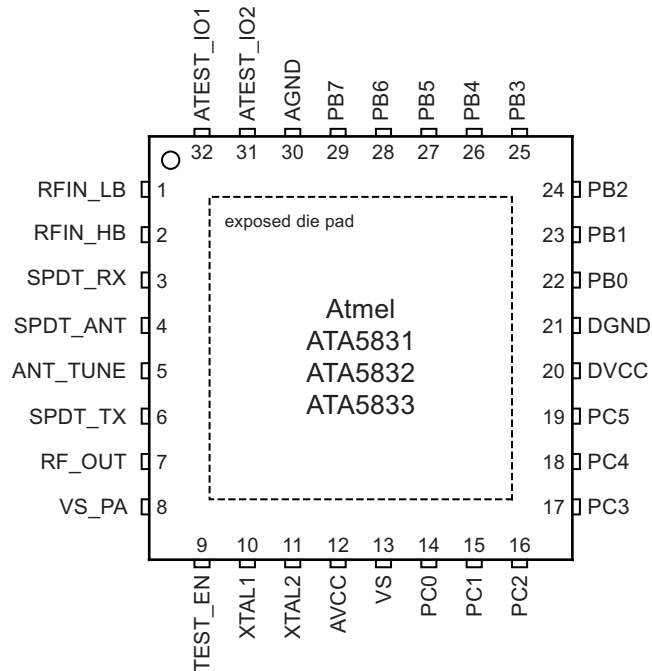 ATEST_IO1
ATEST_IO2
AGND
PB7
PB6
PB5
PB4
PB3
32 31 30 29 28 27 26 25
RFIN_LB 1
RFIN_HB 2
SPDT_RX 3
SPDT_ANT 4
ANT_TUNE 5
SPDT_TX 6
RF_OUT 7
VS_PA 8
exposed die pad
Atmel
ATA5831
ATA5832
ATA5833
24 PB2
23 PB1
22 PB0
21 DGND
20 DVCC
19 PC5
18 PC4
17 PC3
9 10 11 12 13 14 15 16
TEST_EN
XTAL1
XTAL2
AVCC
VS
PC0
PC1
PC2